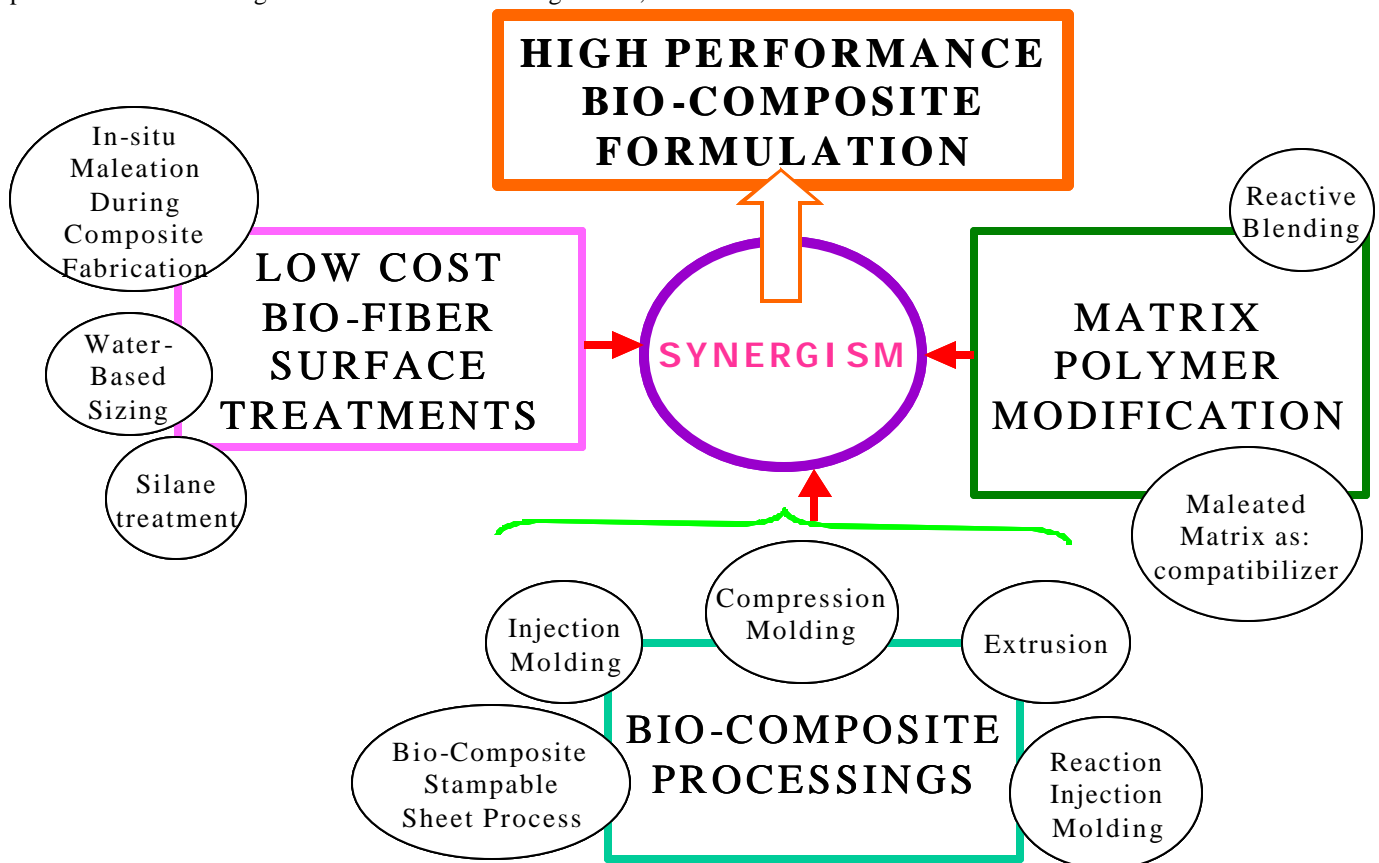 HIGH PERFORMANCE
BIO-COMPOSITE
FORMULATION
In-situ
Maleation
During
Composite
Fabrication
LOW COST
BIO-FIBER
SURFACE
TREATMENTS
Water-
Based
Sizing
Silane
treatment
SYNERGISM
Reactive
Blending
MATRIX
POLYMER
MODIFICATION
Maleated
Matrix as:
compatibilizer
Injection
Molding
Compression
Molding
Extrusion
Bio-Composite
Stampable
Sheet Process
BIO-COMPOSITE
PROCESSINGS
Reaction
Injection
Molding